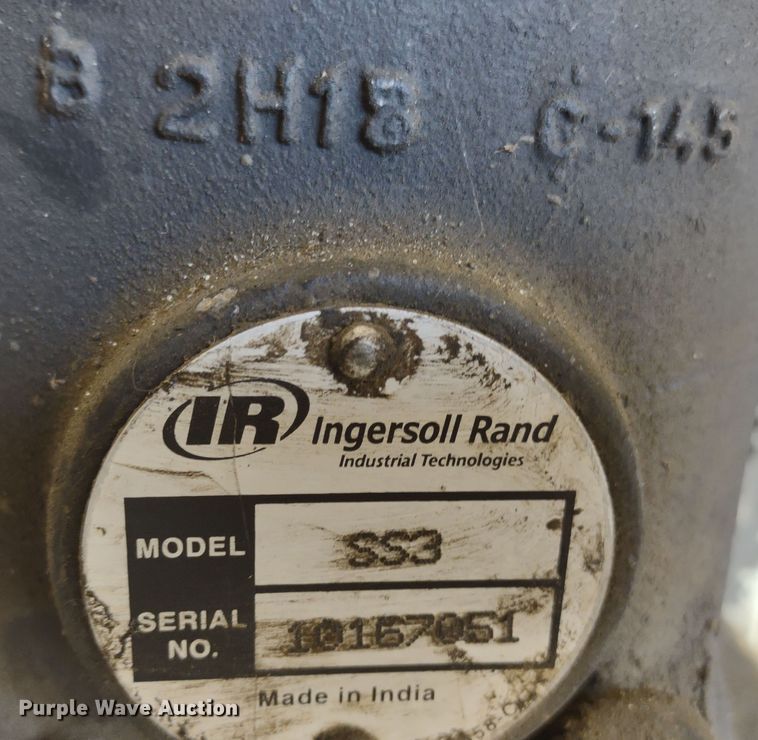 B 2H18 C-145
IR Ingersoll Rand
Industrial Technologies
MODEL SS3
SERIAL NO. 10167051
Made in India
Purple Wave Auction